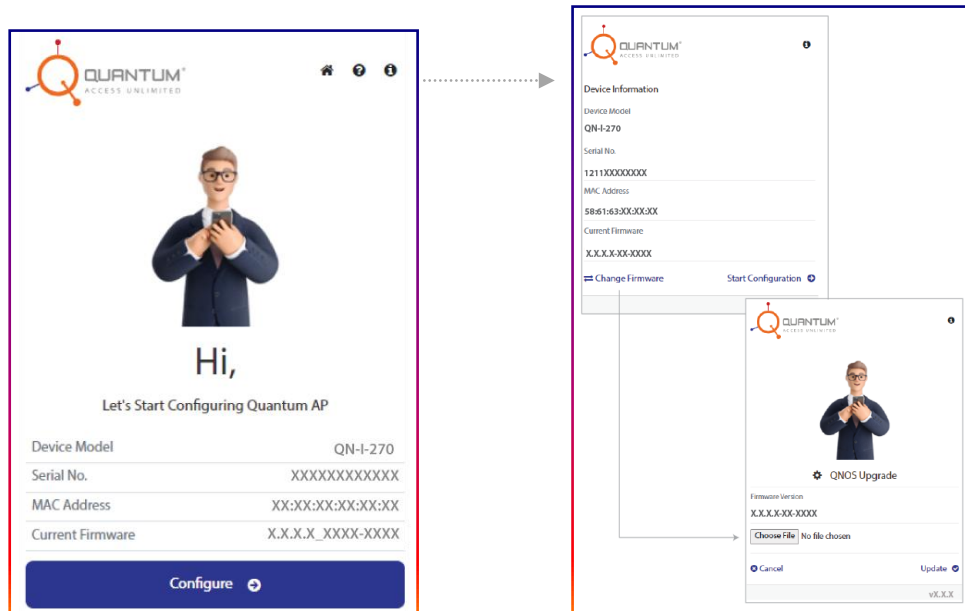 QUANTUM®
ACCESS UNLIMITED
Hi,
Let's Start Configuring Quantum AP
Device Model QN-I-270
Serial No. XXXXXXXXXXXX
MAC Address XX:XX:XX:XX:XX:XX
Current Firmware X.X.X.X_XXXX-XXXX
Configure
QUANTUM®
ACCESS UNLIMITED
Device Information
Device Model
QN-I-270
Serial No.
1211XXXXXXXX
MAC Address
58:61:63:XX:XX:XX
Current Firmware
X.X.X.X-XX-XXXX
Change Firmware Start Configuration
QUANTUM®
ACCESS UNLIMITED
QNOS Upgrade
Firmware Version
X.X.X.X-XX-XXXX
Choose File No file chosen
Cancel Update
vX.X.X